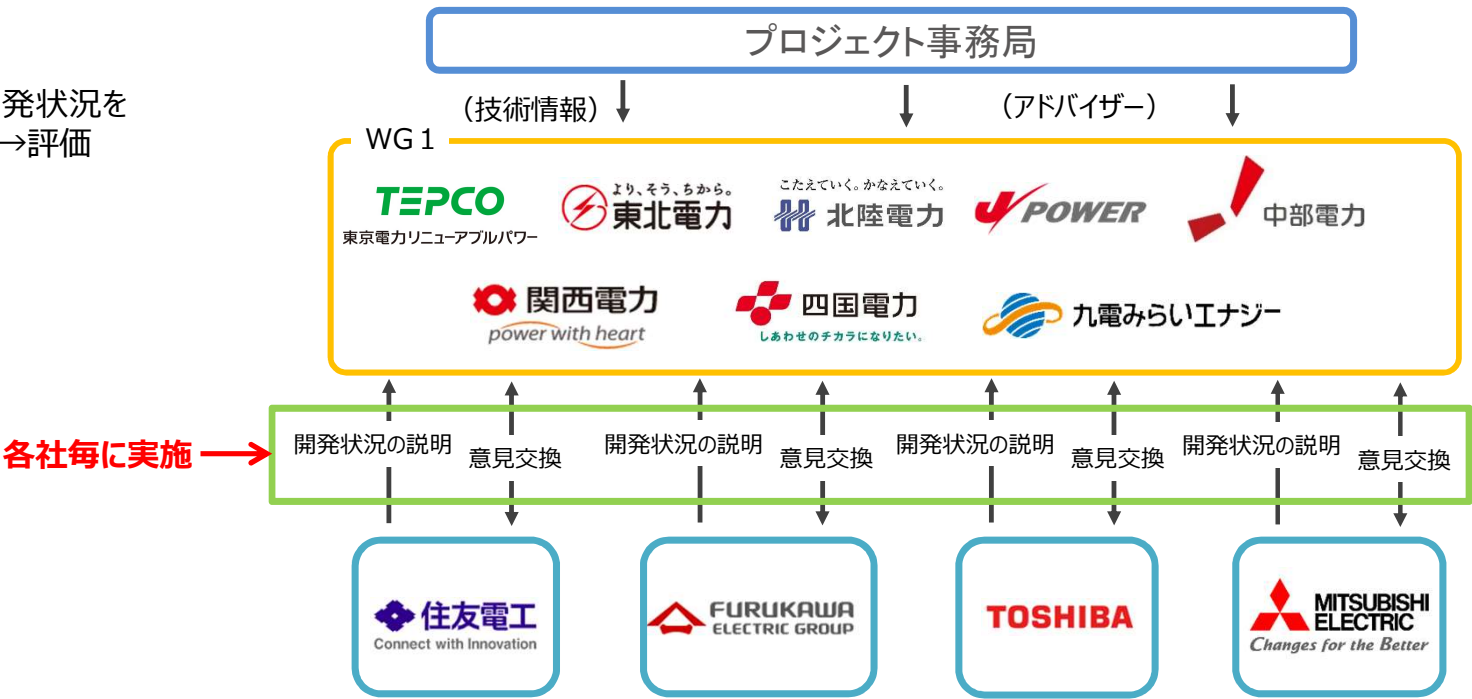 プロジェクト事務局
発状況を
→評価
（技術情報）
（アドバイザー）
WG１
TEPCO
東京電力リニューアブルパワー
より、そう、ちから。
東北電力
こたえていく。かなえていく。
北陸電力
J POWER
中部電力
関西電力
power with heart
四国電力
しあわせのチカラになりたい。
九電みらいエナジー
各社毎に実施
開発状況の説明
意見交換
開発状況の説明
意見交換
開発状況の説明
意見交換
開発状況の説明
意見交換
住友電工
Connect with Innovation
FURUKAWA
ELECTRIC GROUP
TOSHIBA
MITSUBISHI
ELECTRIC
Changes for the Better